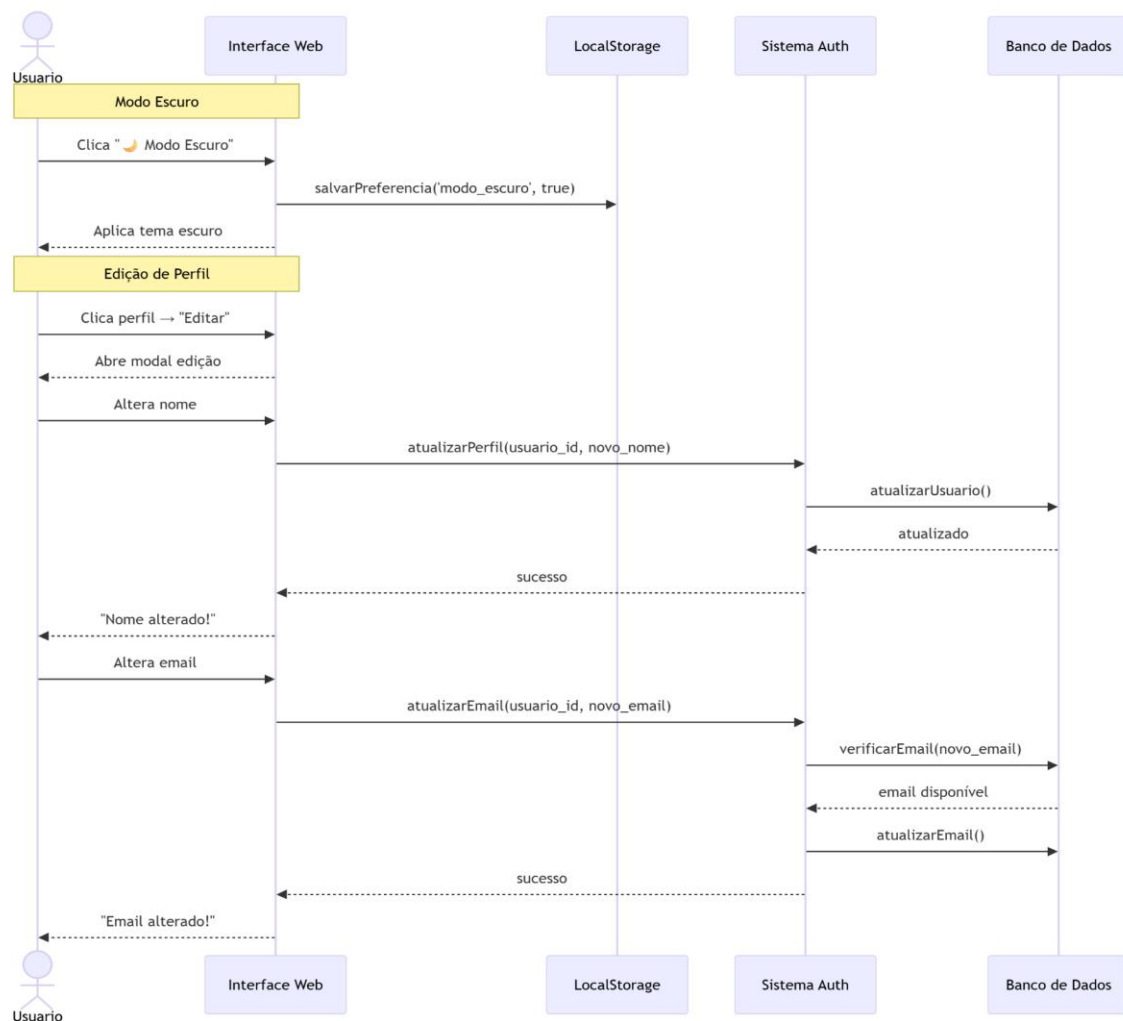 Interface Web
LocalStorage
Sistema Auth
Banco de Dados
Usuario
Modo Escuro
Clica "🌙 Modo Escuro"
salvarPreferencia('modo_escuro', true)
Aplica tema escuro
Edição de Perfil
Clica perfil → "Editar"
Abre modal edição
Altera nome
atualizarPerfil(usuario_id, novo_nome)
atualizarUsuario()
atualizado
sucesso
"Nome alterado!"
Altera email
atualizarEmail(usuario_id, novo_email)
verificarEmail(novo_email)
email disponível
atualizarEmail()
sucesso
"Email alterado!"
Interface Web
LocalStorage
Sistema Auth
Banco de Dados
Usuario